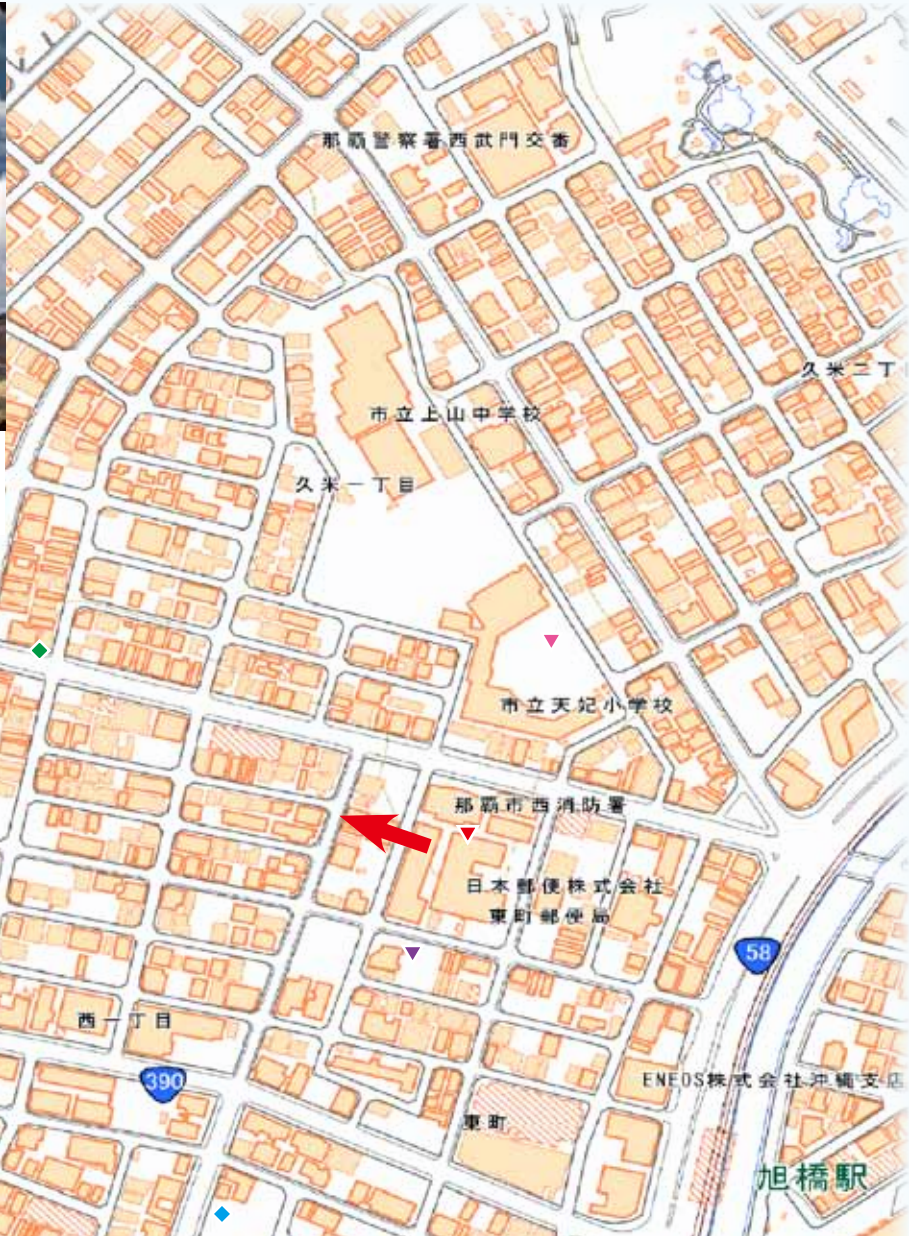 那覇警察署西武門交番
久米二丁
市立上山中学校
久米一丁目
市立天妃小学校
那覇市西消防署
日本郵便株式会社
東町郵便局
58
西一丁目
390
ENEOS株式会社沖縄支店
東町
旭橋駅